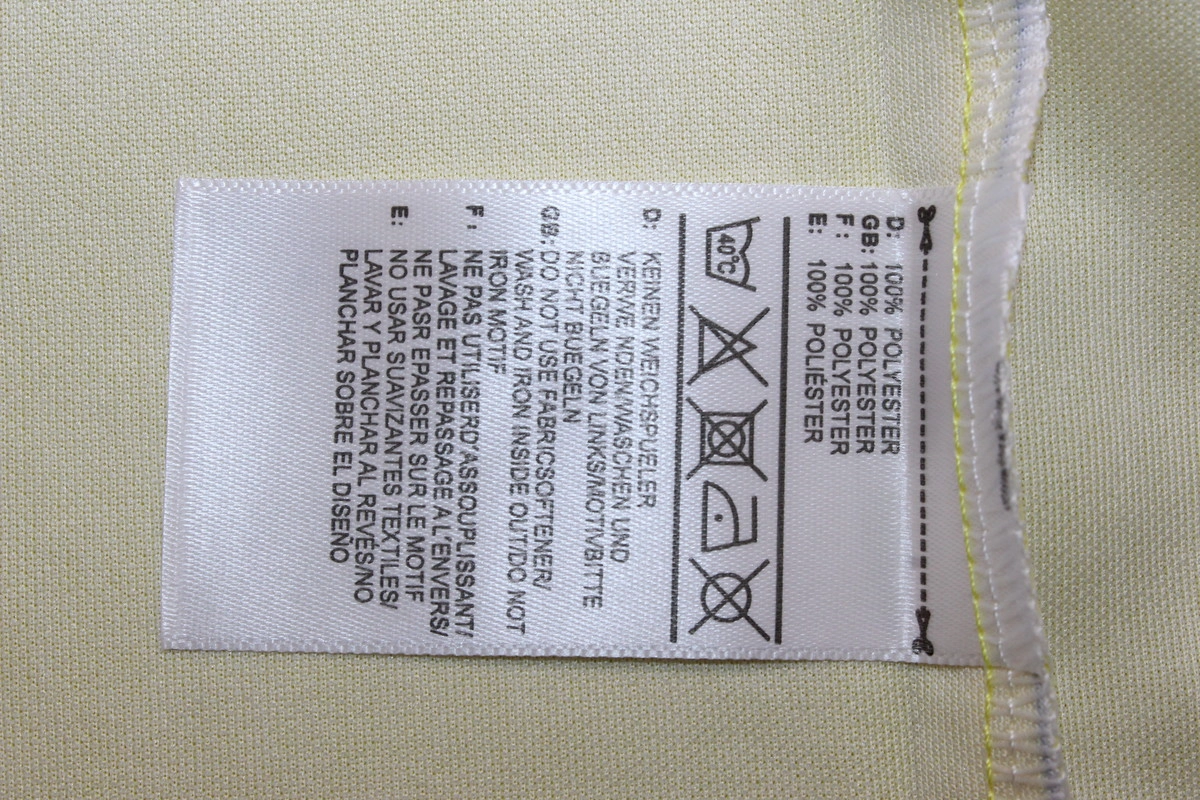 D: 100% POLYESTER
GB: 100% POLYESTER
F: 100% POLYESTER
E: 100% POLIÉSTER
40°C
D: KEINEN WEICHSPUELER
VERVE NDEN/WASCHEN UND
BUEGELN VON LINKS/MOTIVBITTE
NICHT BUEGELN
GB: DO NOT USE FABRICSOFTENER/
WASH AND IRON INSIDE OUT/DO NOT
IRON MOTIF
F: NE PAS UTILISERD'ASSOUPLISSANT/
LAVAGE ET REPASSAGE A L'ENVERS/
NE PASR EPASSER SUR LE MOTIF
E: NO USAR SUAVIZANTES TEXTILES/
LAVAR Y PLANCHAR AL REVÉS/NO
PLANCHAR SOBRE EL DISEÑO